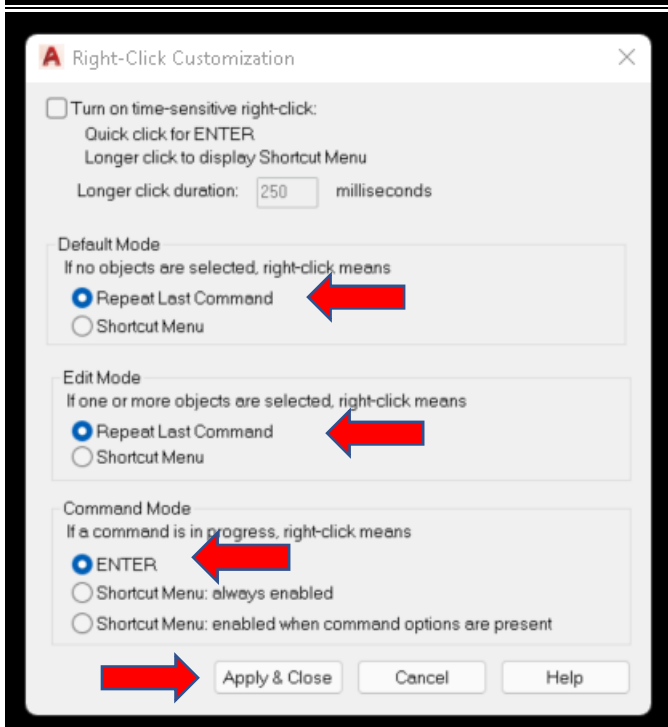 Right-Click Customization
Turn on time-sensitive right-click:
Quick click for ENTER
Longer click to display Shortcut Menu
Longer click duration: 250 milliseconds
Default Mode
If no objects are selected, right-click means
Repeat Last Command
Shortcut Menu
Edit Mode
If one or more objects are selected, right-click means
Repeat Last Command
Shortcut Menu
Command Mode
If a command is in progress, right-click means
ENTER
Shortcut Menu: always enabled
Shortcut Menu: enabled when command options are present
Apply & Close Cancel Help